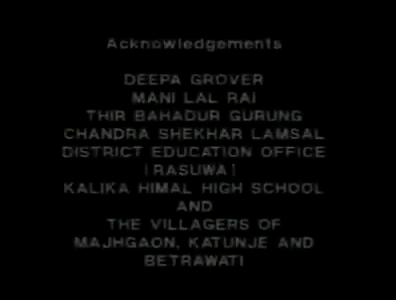 Acknowledgements
DEEPA GROVER
MANI LAL RAI
THIR BAHADUR GURUNG
CHANDRA SHEKHAR LAMSAL
DISTRICT EDUCATION OFFICE
[RASUWA]
KALIKA HIMAL HIGH SCHOOL
AND
THE VILLAGERS OF
MAJHGAON, KATUNJE AND
BETRAWATI